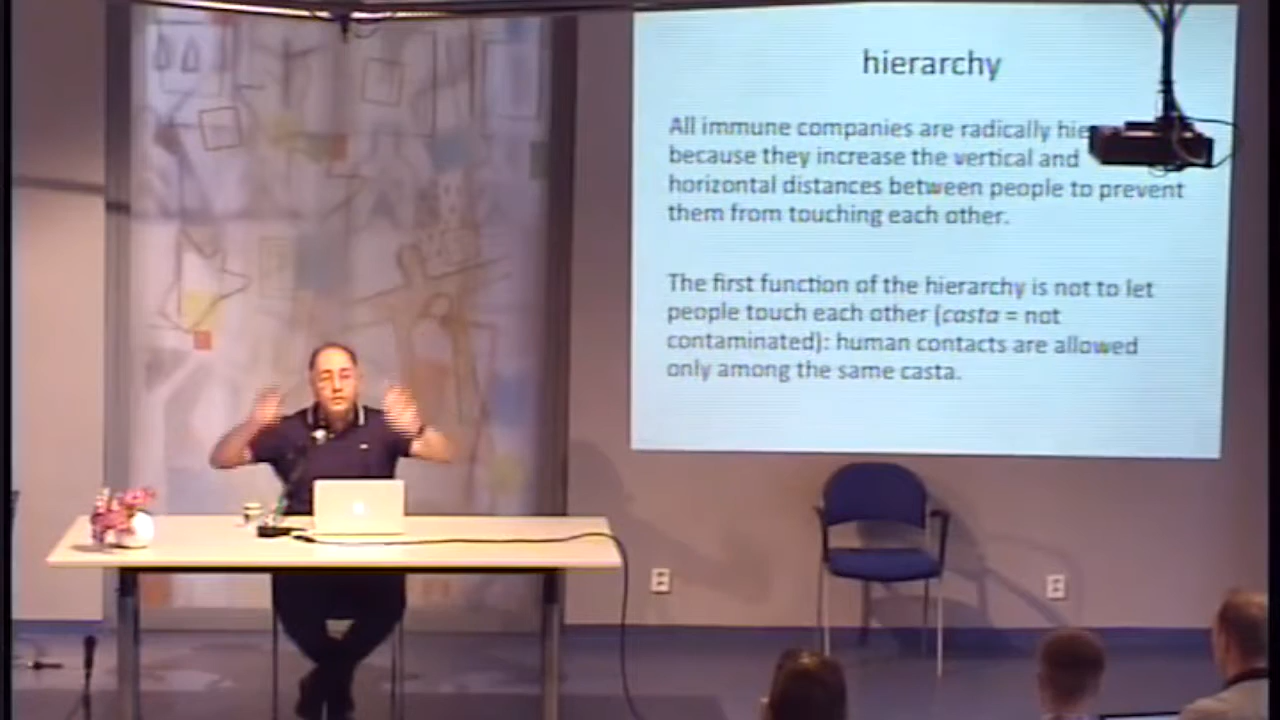 hierarchy
All immune companies are radically hie
because they increase the vertical and
horizontal distances between people to prevent
them from touching each other.
The first function of the hierarchy is not to let
people touch each other (casta = not
contaminated): human contacts are allowed
only among the same casta.